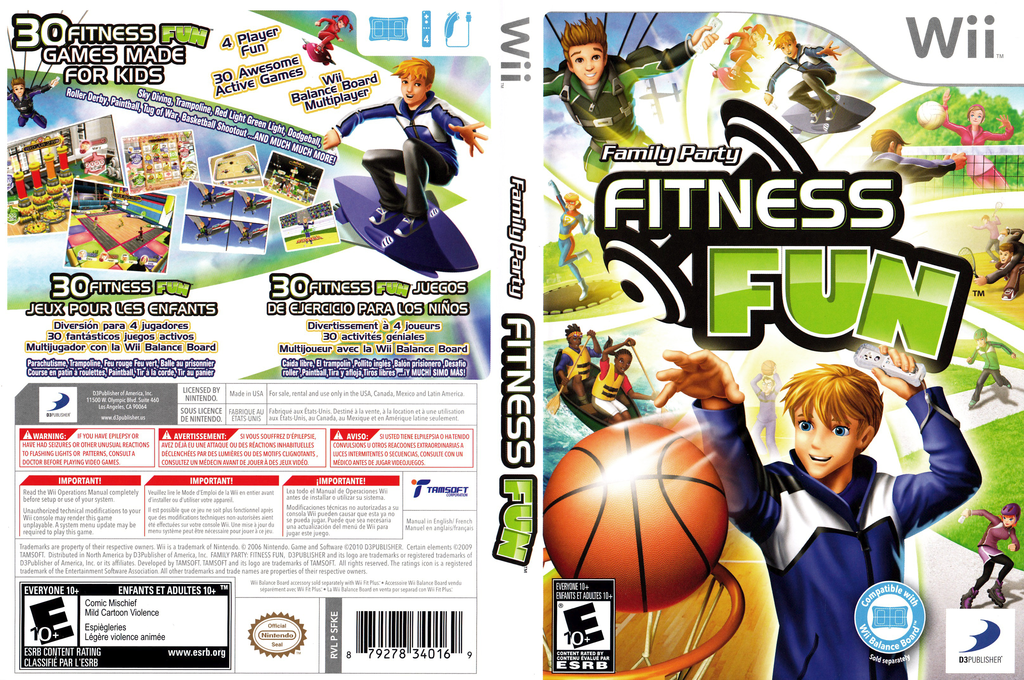 30 FITNESS FUN™
GAMES MADE
FOR KIDS
4 Player
Fun
30 Awesome
Active Games
Wii
Balance Board
Multiplayer
Sky Diving, Trampoline, Red Light Green Light, Dodgeball,
Roller Derby, Paintball, Tug of War, Basketball Shootout ...AND MUCH MUCH MORE!
4
30 FITNESS FUN
JEUX POUR LES ENFANTS
Diversión para 4 jugadores
30 fantásticos juegos activos
Multijugador con la Wii Balance Board
Parachutisme, Trampoline, Feu rouge Feu vert, Balle au prisonnier
Course en patin à roulettes, Paintball, Tir à la corde, Tir au panier
30 FITNESS FUN JUEGOS
DE EJERCICIO PARA LOS NIÑOS
Divertissement à 4 joueurs
30 activités géniales
Multijoueur avec la Wii Balance Board
Caída libre, El trampolín, Pollito inglés, Balón prisionero, Desafío
roller, Paintball, Tira y afloja, Tiros libres ...¡Y MUCHI SIMO MÁS!
D3PUBLISHER
D3Publisher of America, Inc.
11500 W. Olympic Blvd. Suite 460
Los Angeles, CA 90064
www.d3publisher.us
LICENSED BY
NINTENDO.
Made in USA
For sale, rental and use only in the USA, Canada, Mexico and Latin America.
SOUS LICENCE
DE NINTENDO.
FABRIQUÉ AU
ÉTATS UNIS
Fabriqué aux États-Unis. Destiné à la vente, à la location et à une utilisation
aux États-Unis, au Canada, au Mexique et en Amérique latine seulement.
WARNING: IF YOU HAVE EPILEPSY OR
HAVE HAD SEIZURES OR OTHER UNUSUAL REACTIONS
TO FLASHING LIGHTS OR PATTERNS, CONSULT A
DOCTOR BEFORE PLAYING VIDEO GAMES.
AVERTISSEMENT: SI VOUS SOUFFREZ D'ÉPILEPSIE,
AVEZ DÉJÀ EU UNE ATTAQUE OU DES RÉACTIONS INHABITUELLES
DÉCLENCHÉES PAR DES LUMIÈRES OU DES MOTIFS CLIGNOTANTS,
CONSULTEZ UN MÉDECIN AVANT DE JOUER À DES JEUX VIDÉO.
AVISO: SI USTED TIENE EPILEPSIA O HA TENIDO
CONVULSIONES U OTROS REACCIONES EXTRAORDINARIAS A
LUCES INTERMITENTES O SECUENCIAS, CONSULTE CON UN
MÉDICO ANTES DE JUGAR VIDEOJUEGOS.
IMPORTANT!
Read the Wii Operations Manual completely
before setup or use of your system.
Unauthorized technical modifications to your
Wii console may render this game
unplayable. A system menu update may be
required to play this game.
IMPORTANT!
Veuillez lire le Mode d'Emploi de la Wii en entier avant
d'installer ou d'utiliser votre appareil.
Il est possible que ce jeu ne soit plus fonctionnel après
que des modifications techniques non autorisées aient
été effectuées sur votre console Wii. Une mise à jour du
menu système peut être nécessaire pour jouer à ce jeu.
¡IMPORTANTE!
Lea todo el Manual de Operaciones Wii
antes de installar o utilizar su sistema.
Modificaciones técnicas no autorizadas a su
consola Wii pueden causar que esta ya no
se pueda jugar. Puede que sea necesaria
una actualización del menú de Wii para
jugar este juego.
TAMSOFT
CORPORATION
Manual in English/ French
Manuel en anglais/français
Trademarks are property of their respective owners. Wii is a trademark of Nintendo. © 2006 Nintendo. Game and Software ©2010 D3PUBLISHER. Certain elements ©2009
TAMSOFT. Distributed in North America by D3Publisher of America, Inc. FAMILY PARTY: FITNESS FUN, D3PUBLISHER and its logo are trademarks or registered trademarks of
D3Publisher of America, Inc. or its affiliates. Developed by TAMSOFT. TAMSOFT and its logo are trademarks of TAMSOFT. All rights reserved. The ratings icon is a registered
trademark of the Entertainment Software Association. All other trademarks and trade names are properties of their respective owners.
Wii Balance Board accessory sold separately with Wii Fit Plus • Accessoire Wii Balance Board vendu
séparément avec Wii Fit Plus • La Wii Balance Board en venta por separado con Wii Fit Plus
EVERYONE 10+
ENFANTS ET ADULTES 10+ ™
E
10+
Comic Mischief
Mild Cartoon Violence
Espiègleries
Légère violence animée
ESRB CONTENT RATING
CLASSIFIÉ PAR L'ESRB
www.esrb.org
Official
Nintendo
Seal
RVL P SFKE
8 79278 34016 9
Wii
Family Party
FITNESS
FUN
Wii™
Family Party
FITNESS
FUN™
EVERYONE 10+
ENFANTS ET ADULTES 10+
E
10+
CONTENT RATED BY
CONTENU ÉVALUÉ PAR
ESRB
Compatible with
Wii Balance Board™
Sold separately
D3PUBLISHER